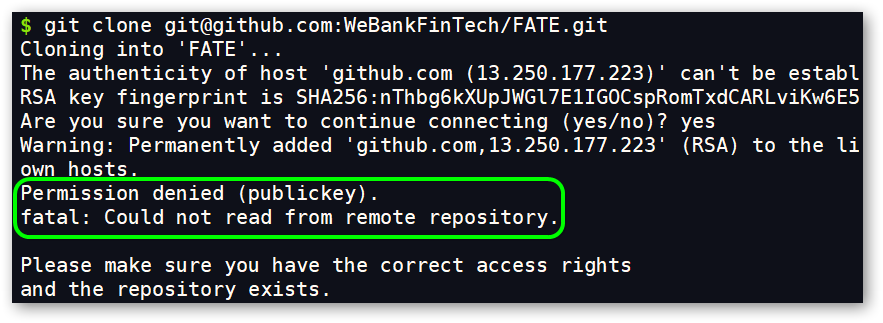 $ git clone git@github.com:WeBankFinTech/FATE.git
Cloning into 'FATE'...
The authenticity of host 'github.com (13.250.177.223)' can't be establ
RSA key fingerprint is SHA256:nThbg6kXUpJWGl7E1IGOCspRomTxdCARLviKw6E5
Are you sure you want to continue connecting (yes/no)? yes
Warning: Permanently added 'github.com,13.250.177.223' (RSA) to the li
own hosts.
Permission denied (publickey).
fatal: Could not read from remote repository.
Please make sure you have the correct access rights
and the repository exists.